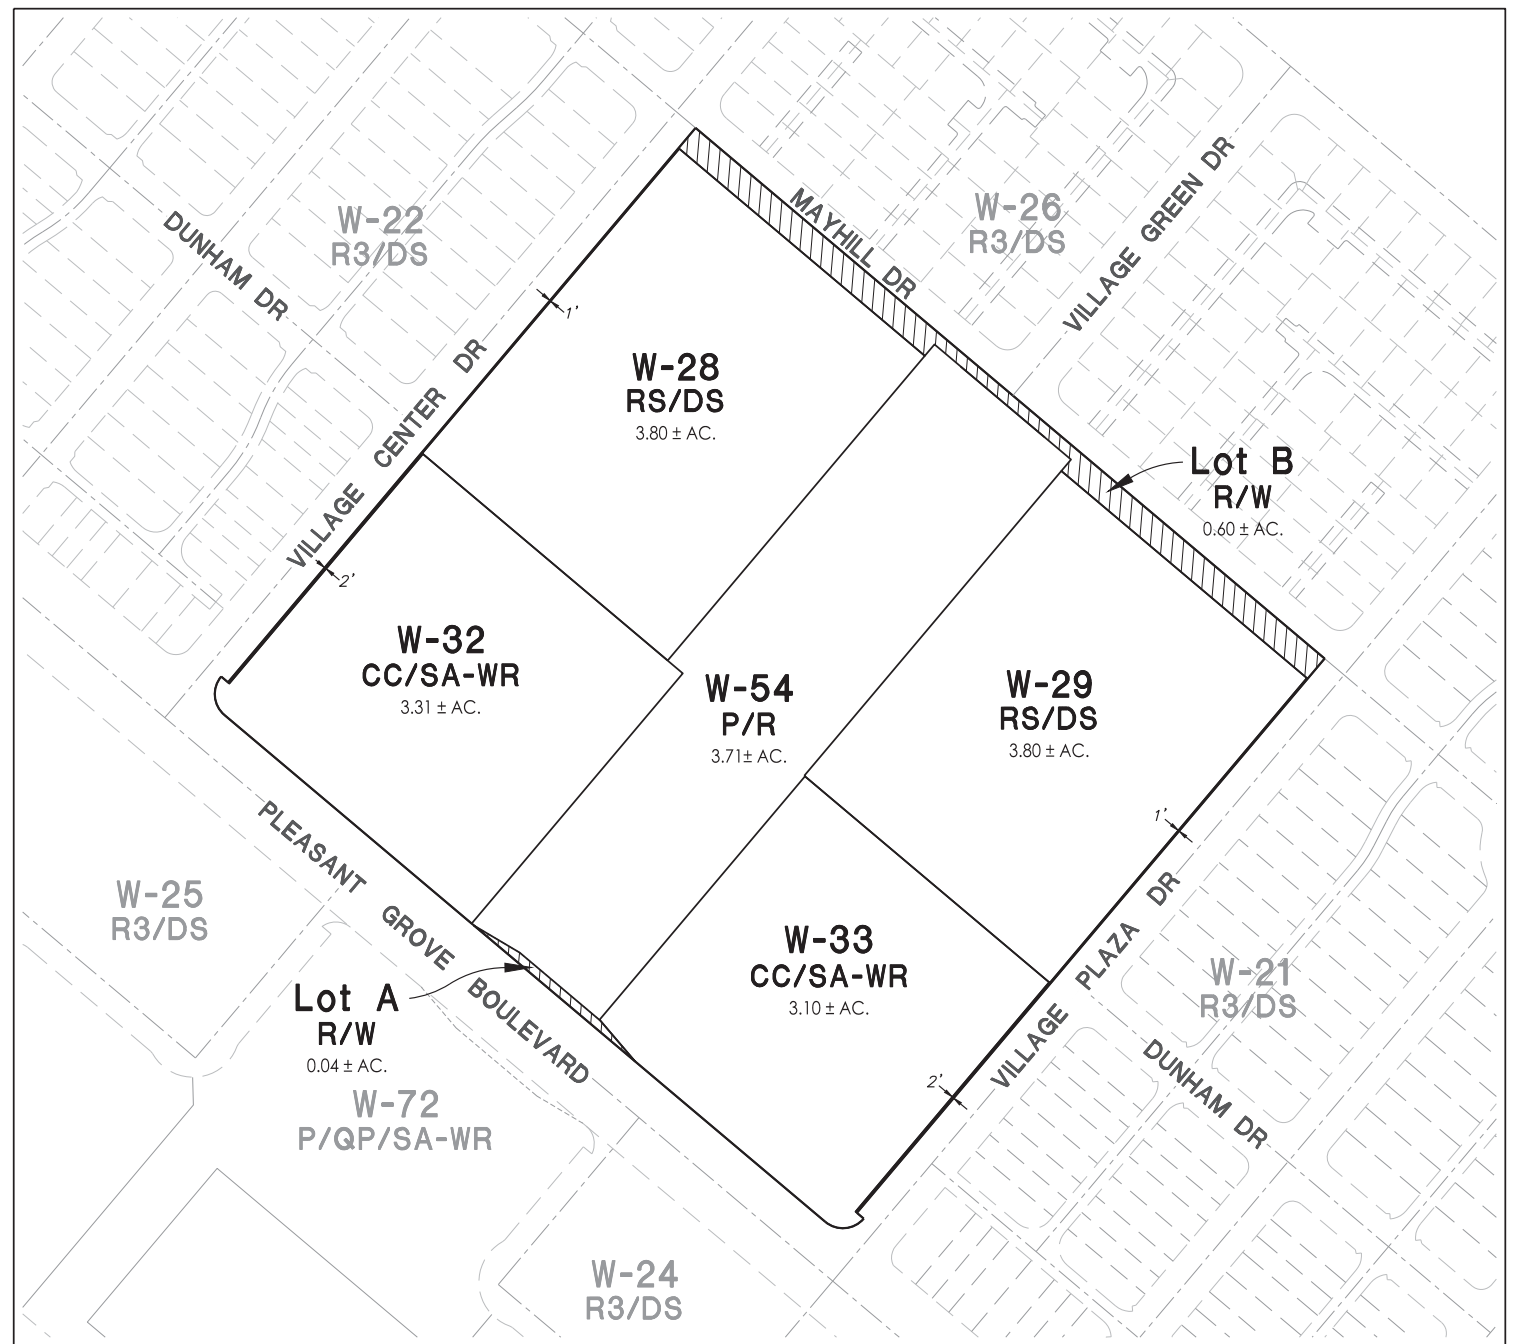 W-22
R3/DS
DUNHAM DR
MAYHILL DR
W-26
R3/DS
VILLAGE GREEN DR
1'
VILLAGE CENTER DR
W-28
RS/DS
3.80 ± AC.
Lot B
R/W
0.60 ± AC.
2'
W-32
CC/SA-WR
3.31 ± AC.
W-54
P/R
3.71± AC.
W-29
RS/DS
3.80 ± AC.
1'
PLEASANT GROVE BOULEVARD
W-25
R3/DS
VILLAGE PLAZA DR
W-33
CC/SA-WR
3.10 ± AC.
W-21
R3/DS
Lot A
R/W
0.04 ± AC.
2'
DUNHAM DR
W-72
P/QP/SA-WR
W-24
R3/DS